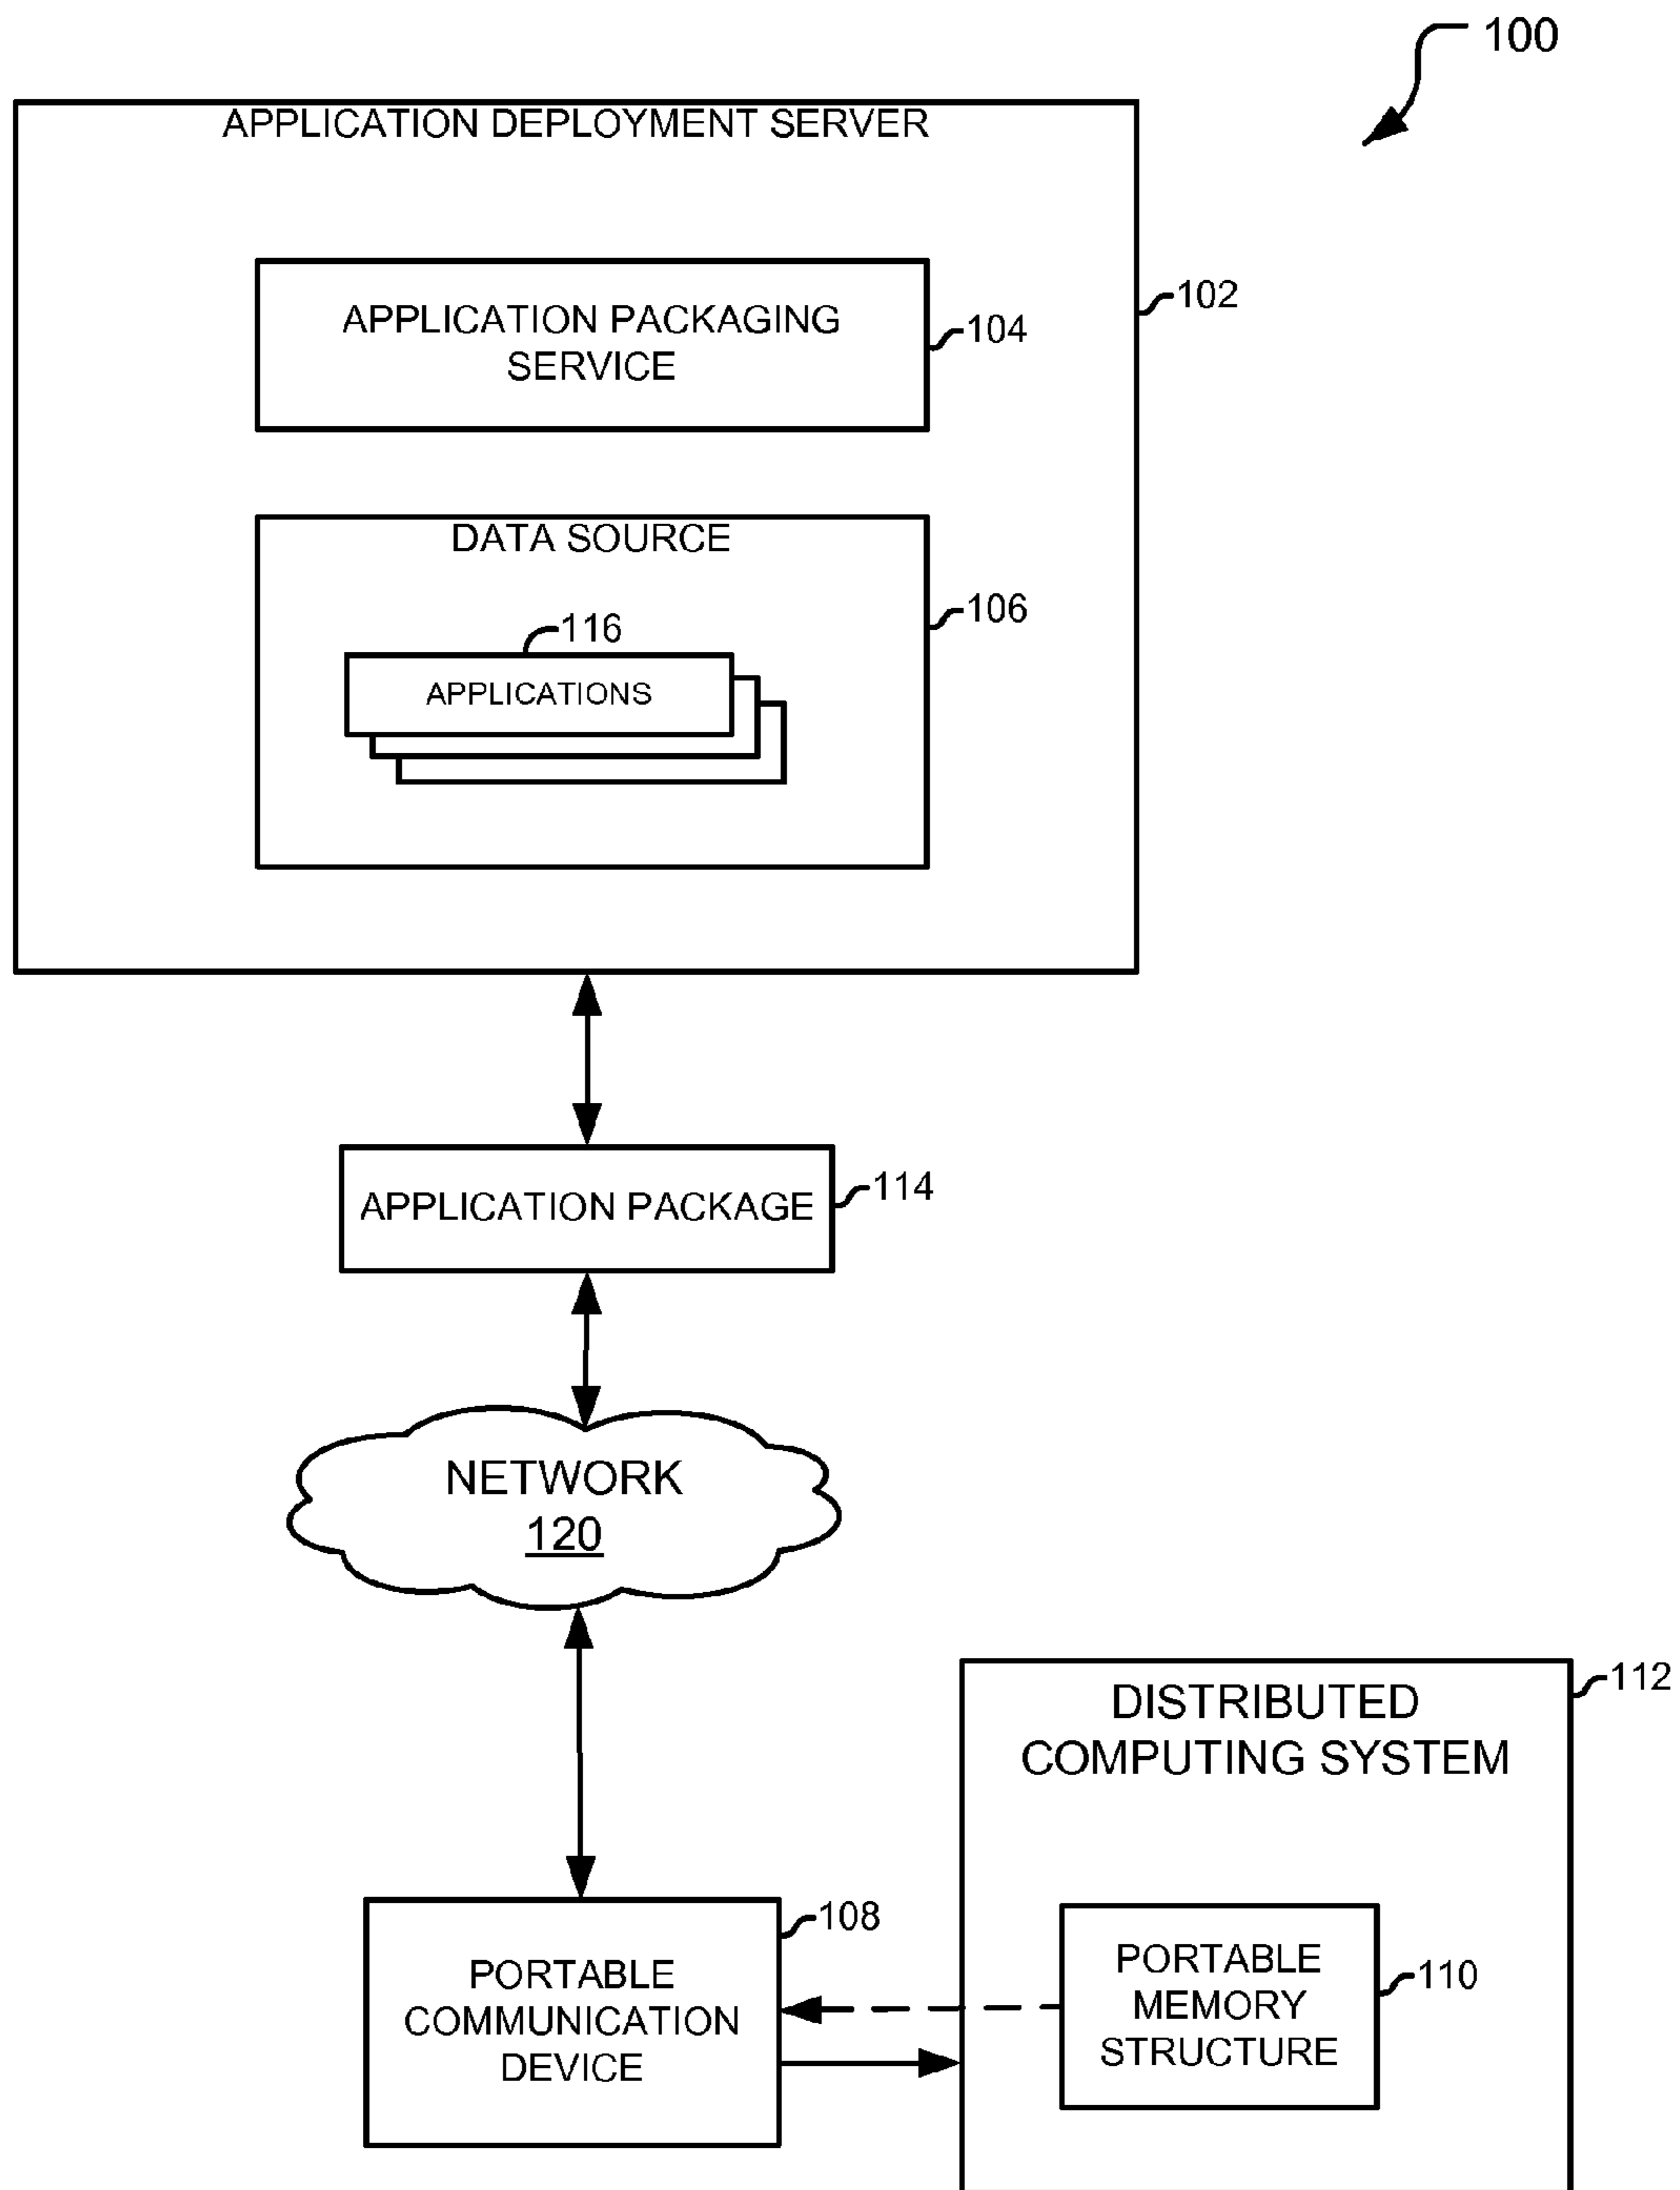 100
APPLICATION DEPLOYMENT SERVER
102
APPLICATION PACKAGING
SERVICE
104
DATA SOURCE
106
116
APPLICATIONS
APPLICATION PACKAGE
114
NETWORK
120
DISTRIBUTED
COMPUTING SYSTEM
112
108
PORTABLE
COMMUNICATION
DEVICE
PORTABLE
MEMORY
STRUCTURE
110